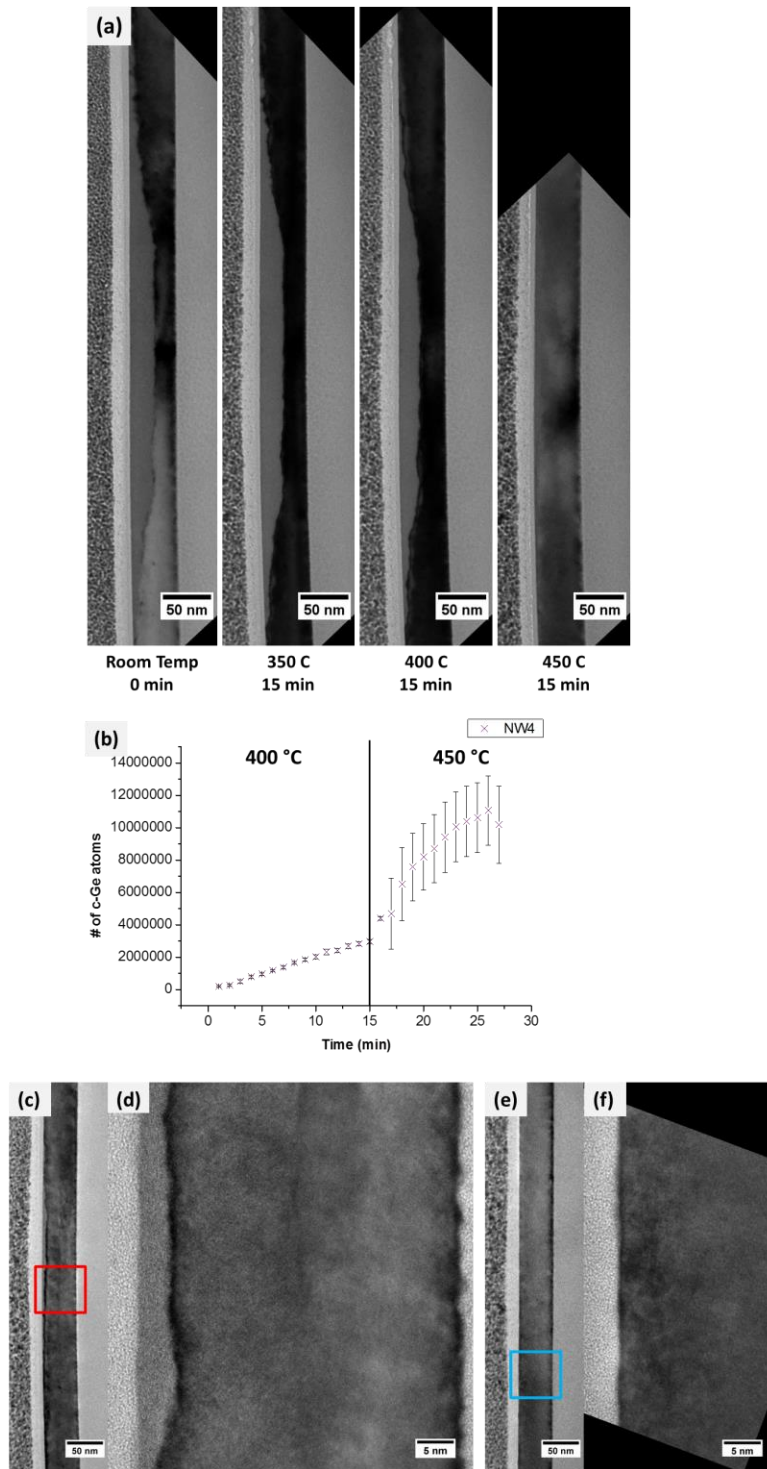 (a)
50 nm 50 nm 50 nm 50 nm
Room Temp 350 C 400 C 450 C
0 min 15 min 15 min 15 min
(b)
NW4
400 °C 450 °C
14000000
12000000
10000000
8000000
6000000
4000000
2000000
0
# of c-Ge atoms
0 5 10 15 20 25 30
Time (min)
(c) (d) (e) (f)
50 nm 5 nm 50 nm 5 nm